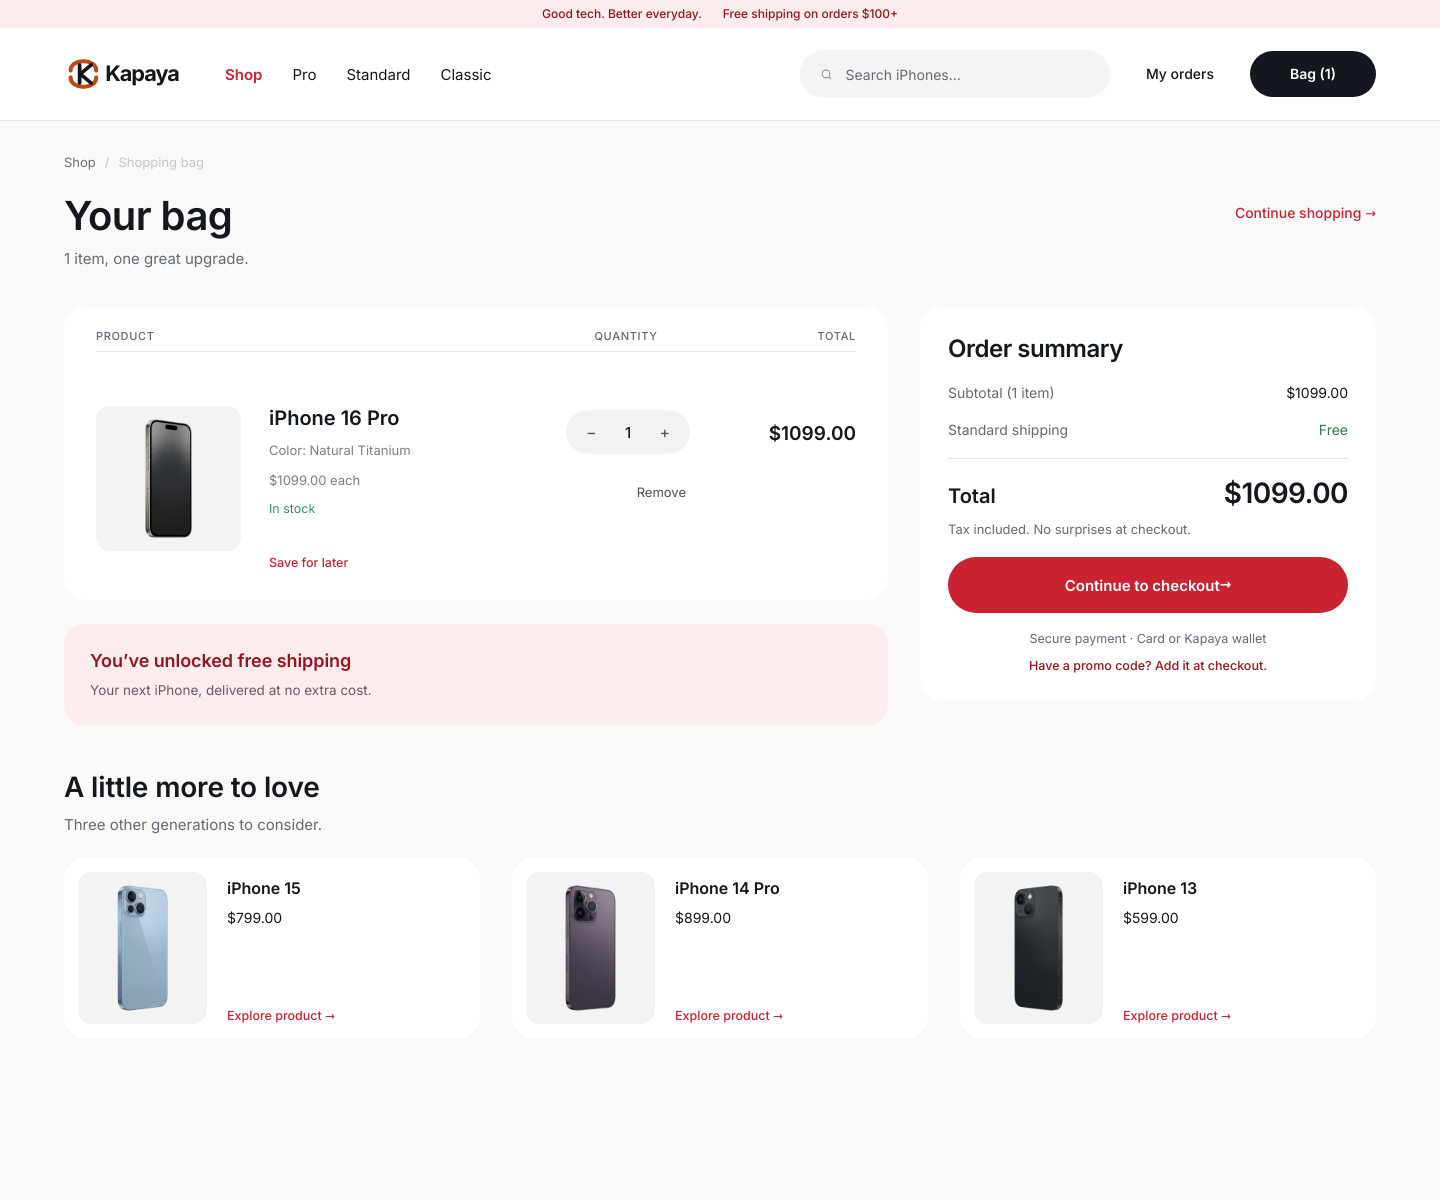 Good tech. Better everyday. Free shipping on orders $100+
Kapaya Shop Pro Standard Classic Search iPhones... My orders Bag (1)
Shop / Shopping bag
Your bag
Continue shopping →
1 item, one great upgrade.
PRODUCT QUANTITY TOTAL
iPhone 16 Pro
− 1 + $1099.00
Color: Natural Titanium
$1099.00 each
Remove
In stock
Save for later
Order summary
Subtotal (1 item) $1099.00
Standard shipping Free
Total $1099.00
Tax included. No surprises at checkout.
Continue to checkout→
Secure payment · Card or Kapaya wallet
Have a promo code? Add it at checkout.
You’ve unlocked free shipping
Your next iPhone, delivered at no extra cost.
A little more to love
Three other generations to consider.
iPhone 15
$799.00
Explore product →
iPhone 14 Pro
$899.00
Explore product →
iPhone 13
$599.00
Explore product →